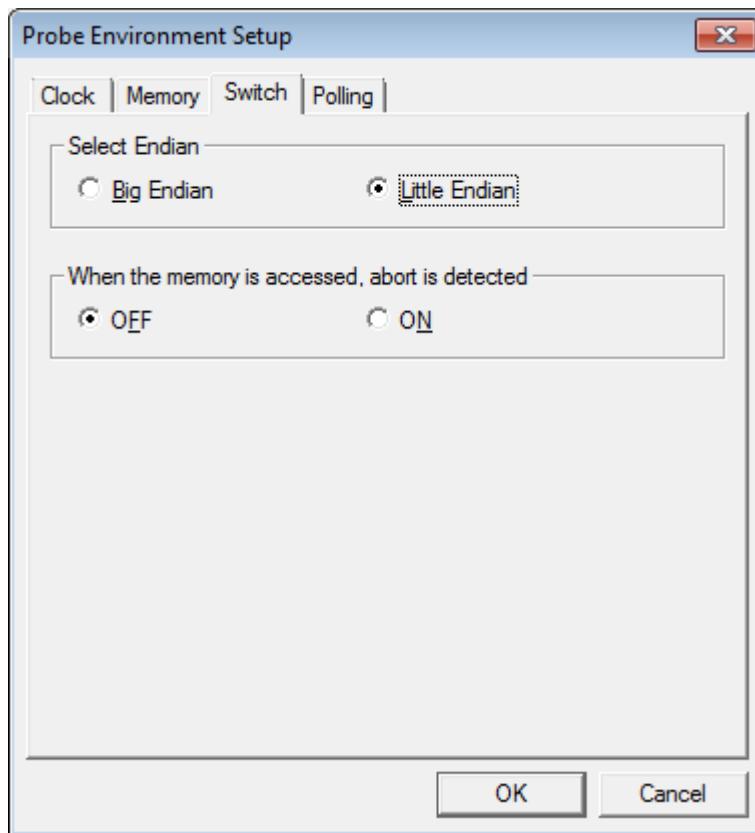 Probe Environment Setup
Clock Memory Switch Polling
Select Endian
Big Endian Little Endian
When the memory is accessed, abort is detected
OFF ON
OK Cancel